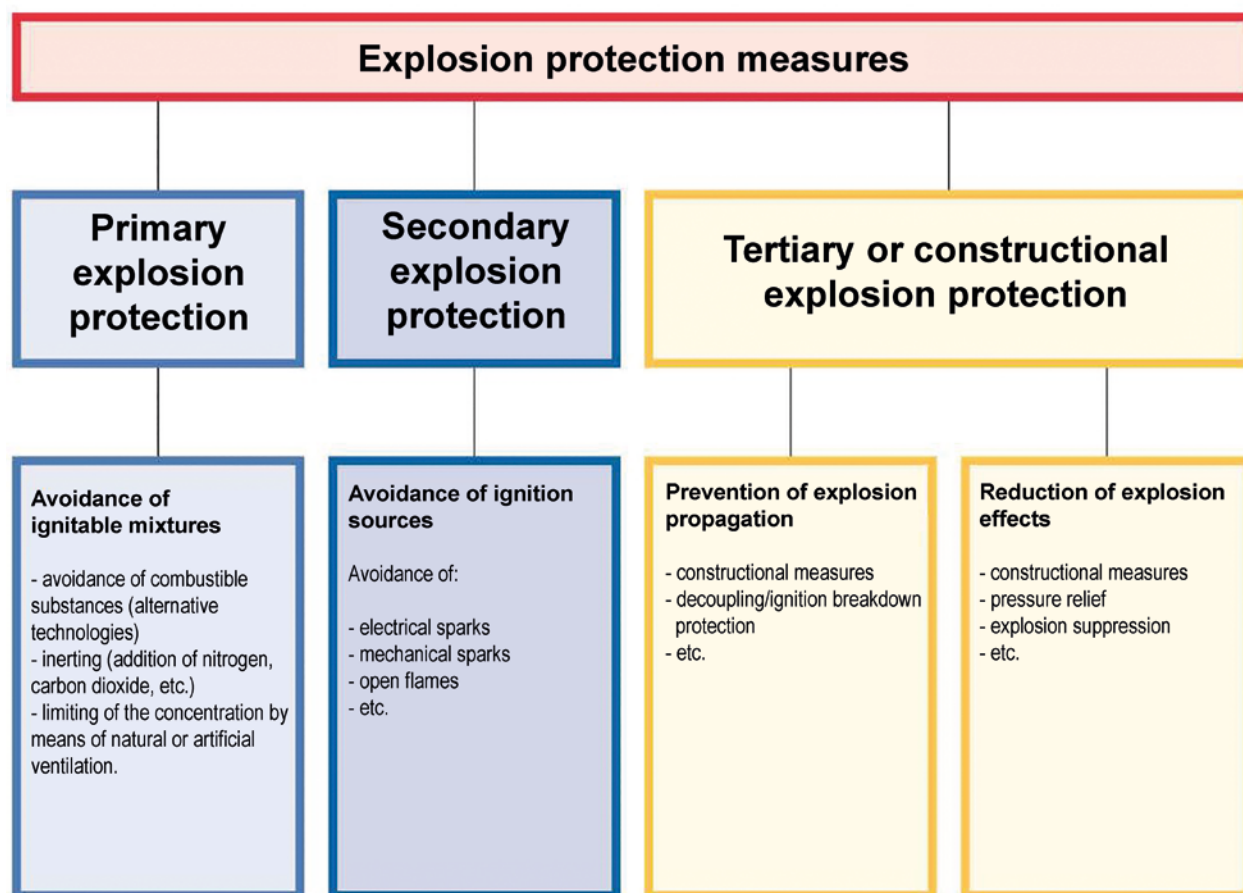 Explosion protection measures
Primary
explosion
protection
Secondary
explosion
protection
Tertiary or constructional
explosion protection
Avoidance of
ignitable mixtures
- avoidance of combustible
substances (alternative
technologies)
- inerting (addition of nitrogen,
carbon dioxide, etc.)
- limiting of the concentration by
means of natural or artificial
ventilation.
Avoidance of ignition
sources
Avoidance of:
- electrical sparks
- mechanical sparks
- open flames
- etc.
Prevention of explosion
propagation
- constructional measures
- decoupling/ignition breakdown
protection
- etc.
Reduction of explosion
effects
- constructional measures
- pressure relief
- explosion suppression
- etc.